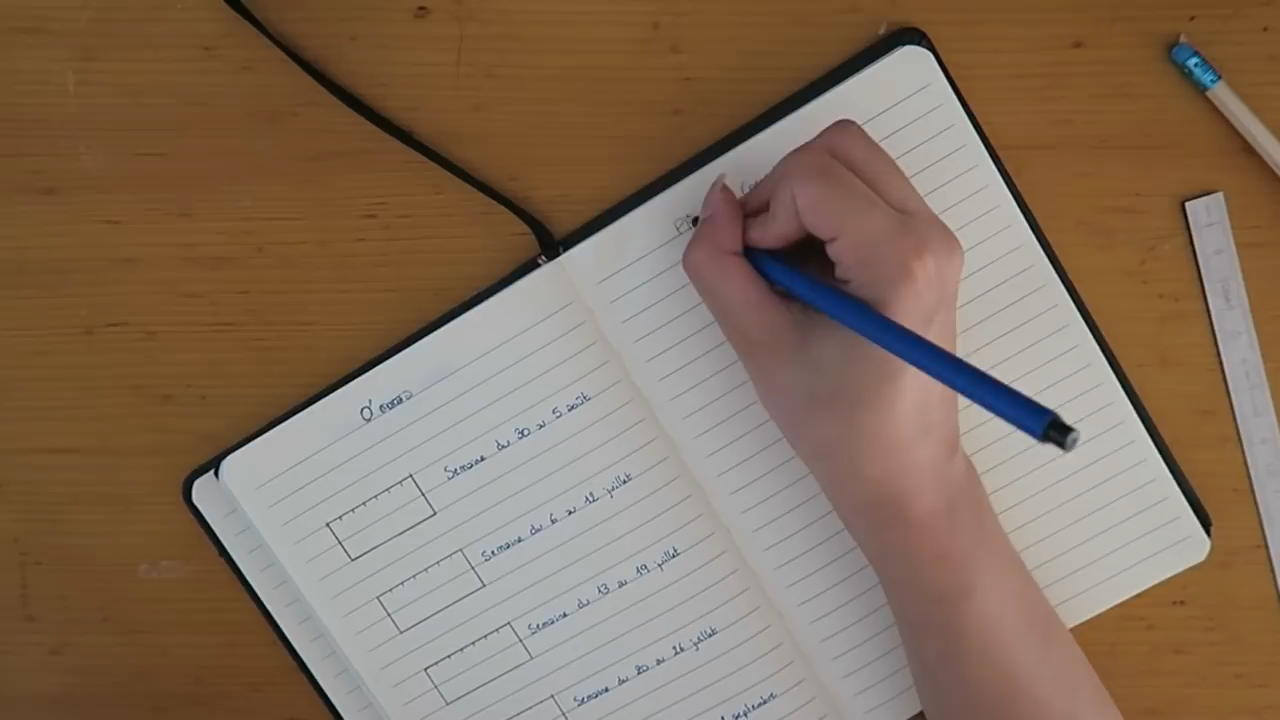 Semaine du 30 au 5 août
Semaine du 6 au 12 juillet
Semaine du 13 au 19 juillet
Semaine du 20 au 26 juillet
septembre